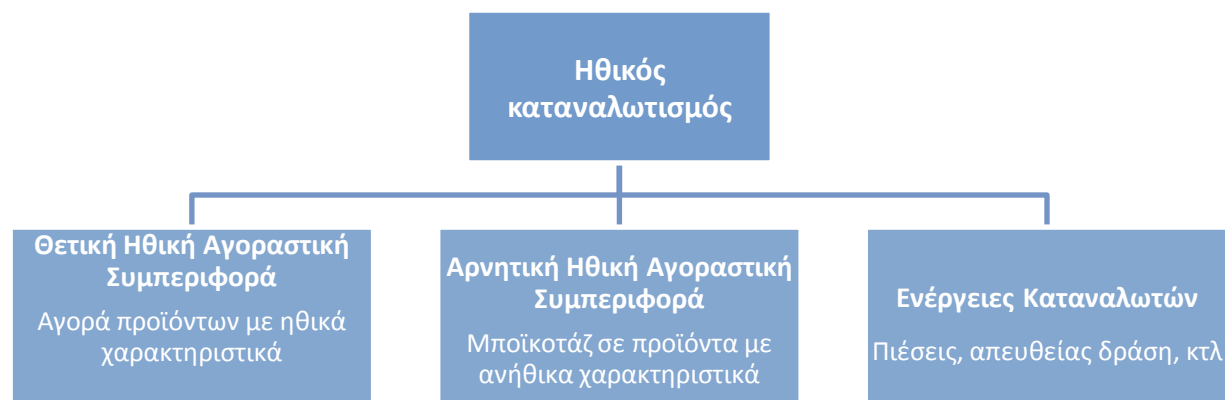 Ηθικός
καταναλωτισμός
Θετική Ηθική Αγοραστική
Συμπεριφορά
Αγορά προϊόντων με ηθικά
χαρακτηριστικά
Αρνητική Ηθική Αγοραστική
Συμπεριφορά
Μποϊκοτάζ σε προϊόντα με
ανήθικα χαρακτηριστικά
Ενέργειες Καταναλωτών
Πιέσεις, απευθείας δράση, κτλ